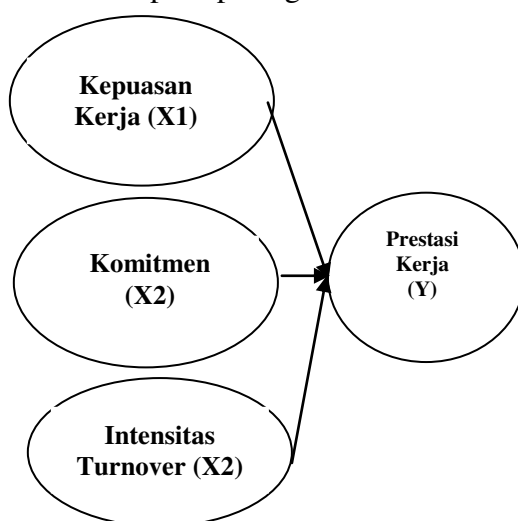 Kepuasan
Kerja (X1)
Komitmen
(X2)
Prestasi
Kerja
(Y)
Intensitas
Turnover (X2)